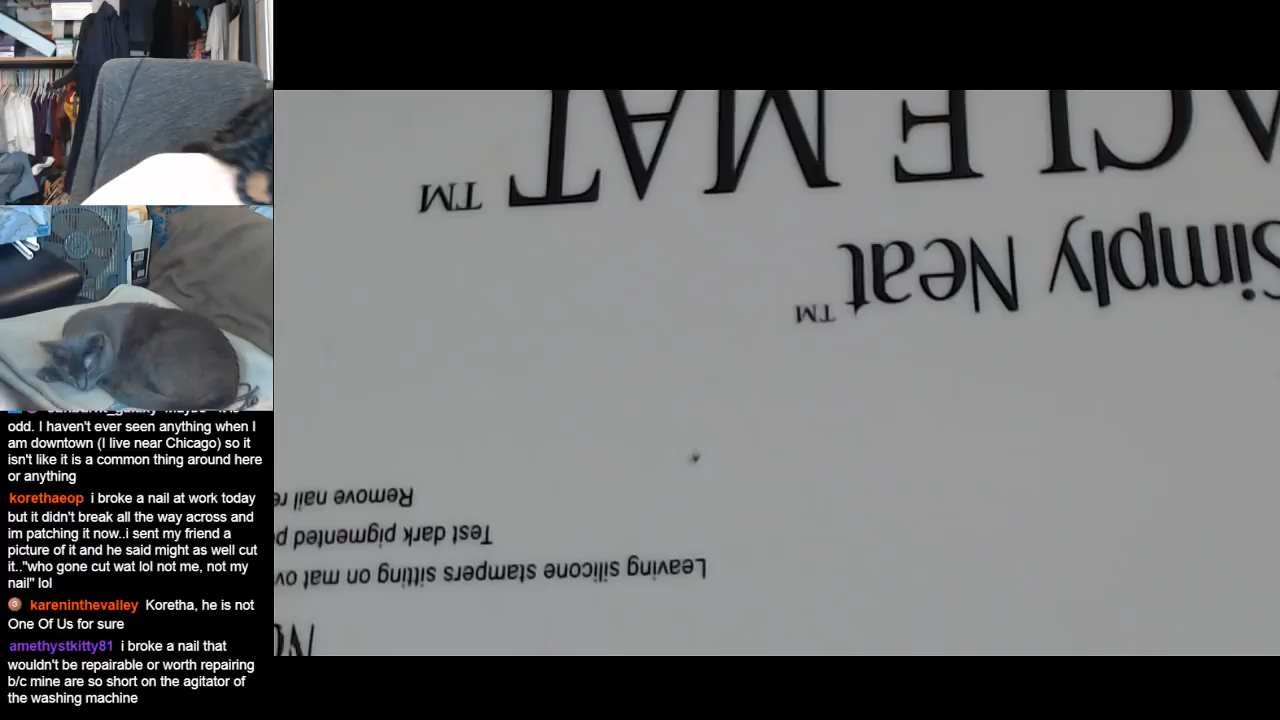 odd. I haven't ever seen anything when I
am downtown (I live near Chicago) so it
isn't like it is a common thing around here
or anything
korethaeop i broke a nail at work today
but it didn't break all the way across and
im patching it now..i sent my friend a
picture of it and he said might as well cut
it.."who gone cut wat lol not me, not my
nail" lol
kareninthevalley Koretha, he is not
One Of Us for sure
amethystkitty81 i broke a nail that
wouldn't be repairable or worth repairing
b/c mine are so short on the agitator of
the washing machine
Leaving silicone stampers sitting on mat
Test dark pigmented
Remove nail
Simply Neat™
MAT™